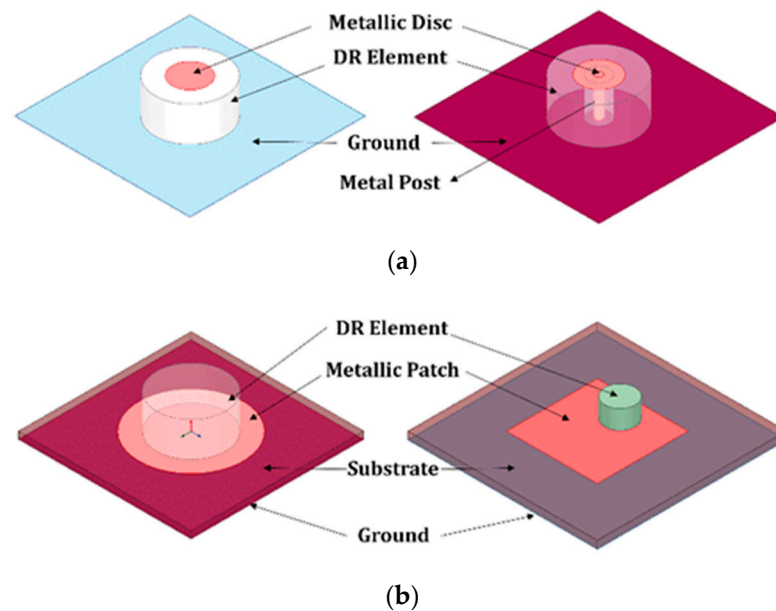 Metallic Disc
DR Element
Ground
Metal Post
(a)
DR Element
Metallic Patch
Substrate
Ground
(b)